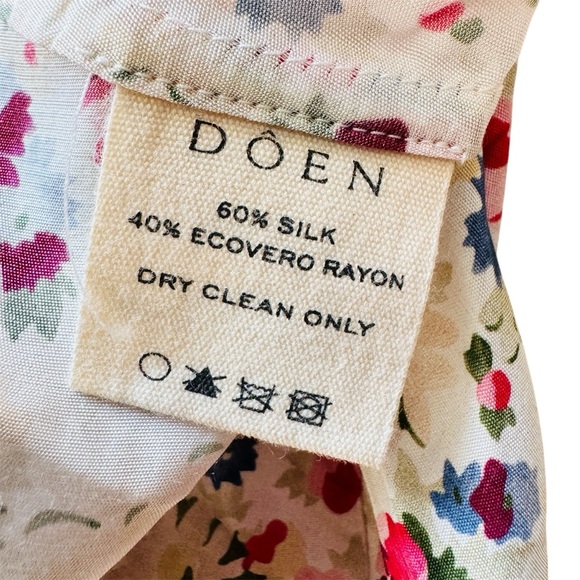 DÔEN
60% SILK
40% ECOVERO RAYON
DRY CLEAN ONLY